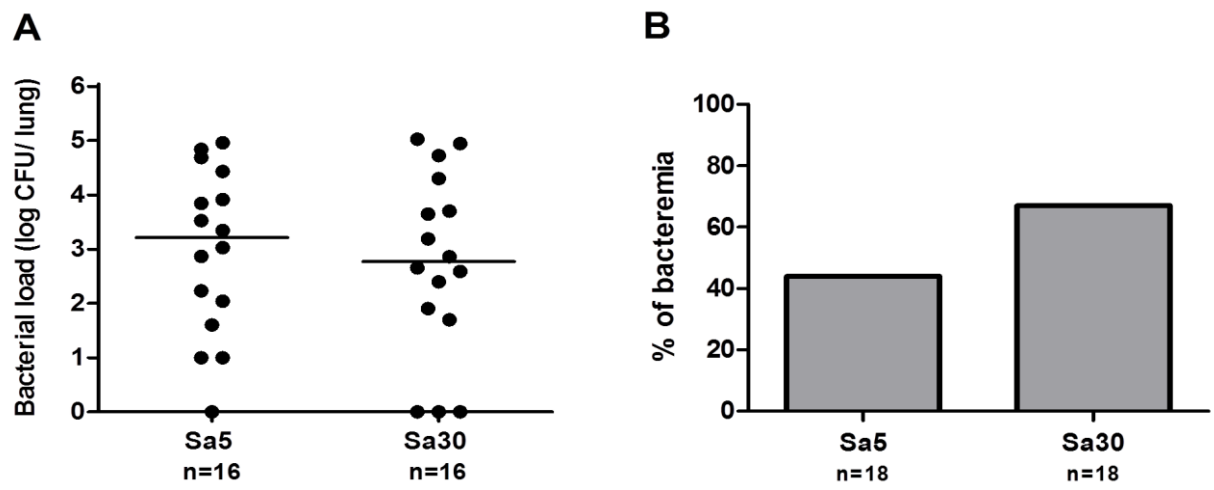 A
Bacterial load (log CFU/ lung)
6
5
4
3
2
1
0
Sa5
n=16
Sa30
n=16
B
% of bacteremia
100
80
60
40
20
0
Sa5
n=18
Sa30
n=18